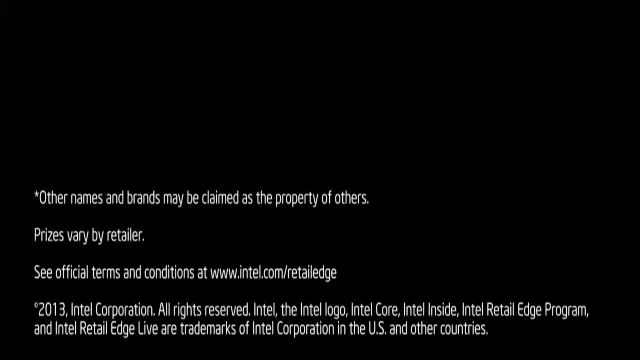 *Other names and brands may be claimed as the property of others.
Prizes vary by retailer.
See official terms and conditions at www.intel.com/retailedge
©2013, Intel Corporation. All rights reserved. Intel, the Intel logo, Intel Core, Intel Inside, Intel Retail Edge Program,
and Intel Retail Edge Live are trademarks of Intel Corporation in the U.S. and other countries.